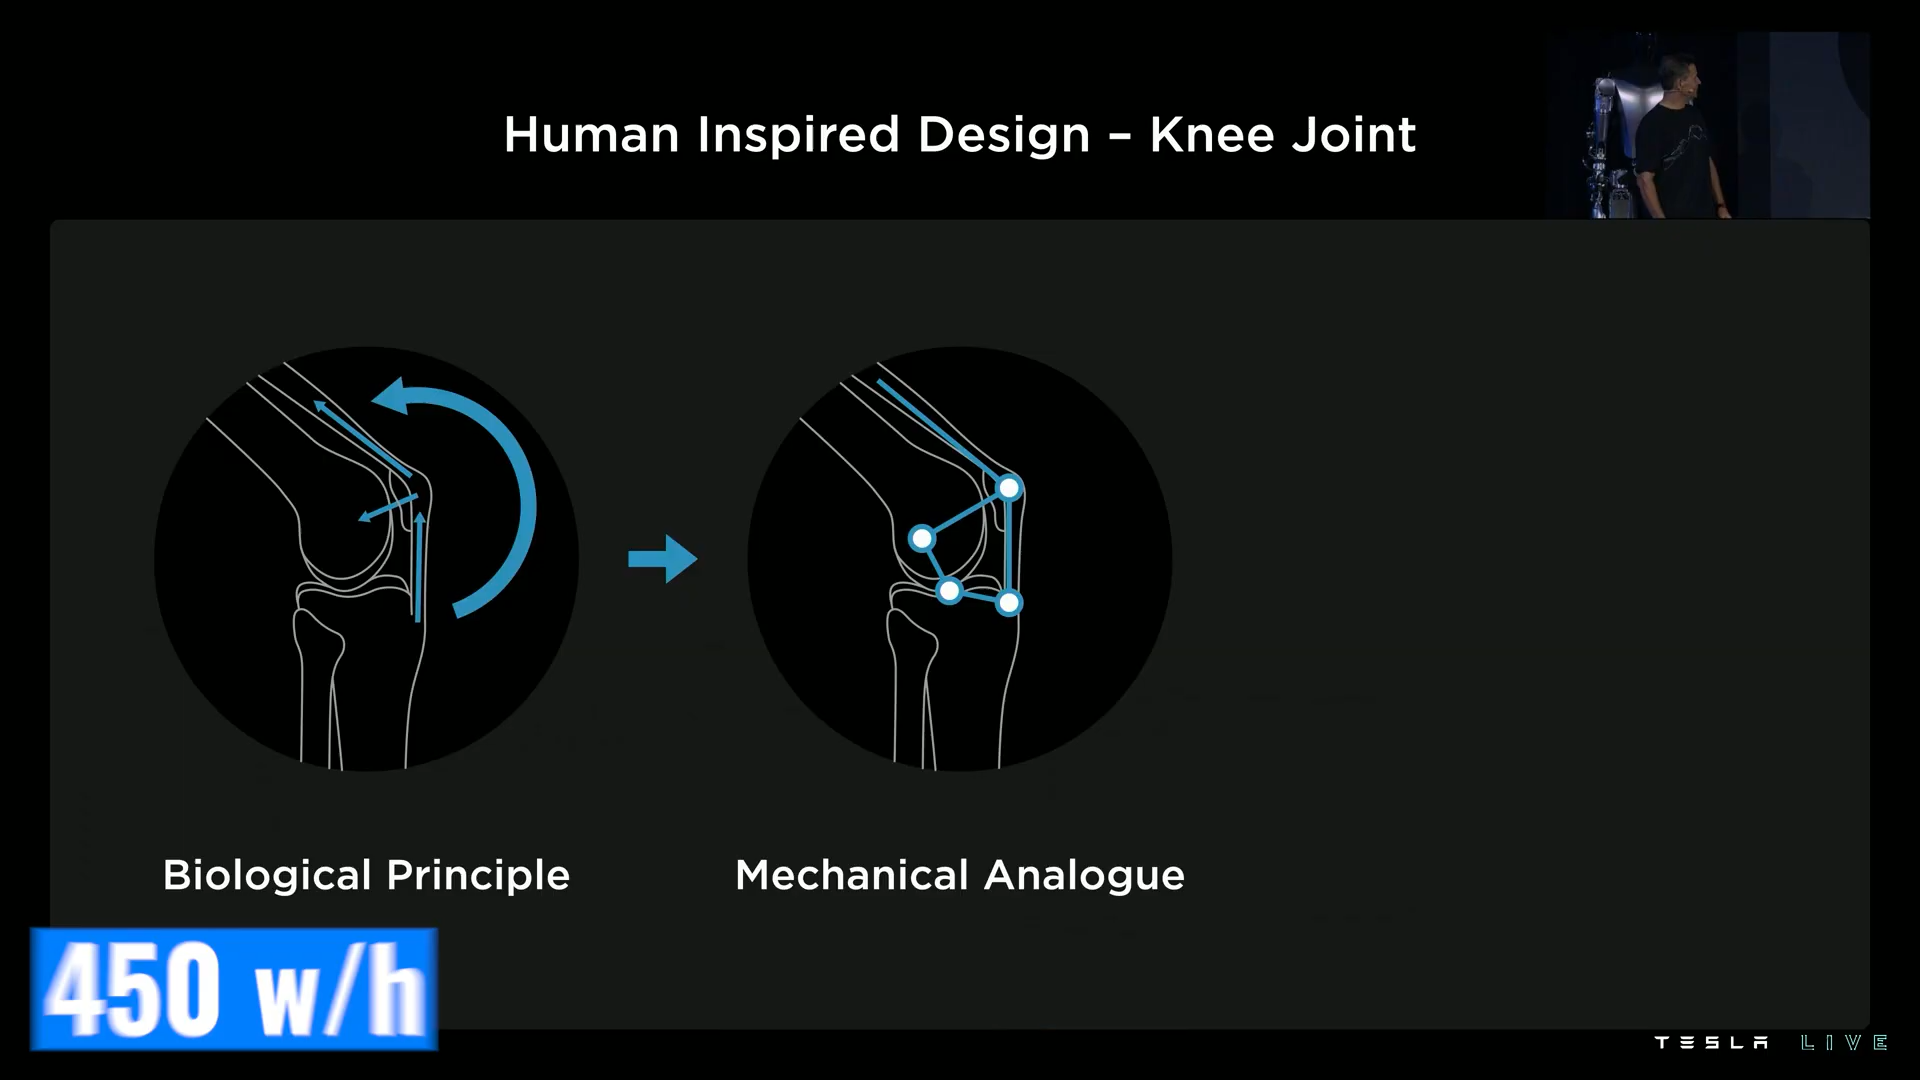 Human Inspired Design – Knee Joint
Biological Principle
Mechanical Analogue
450 w/h
TESLA LIVE